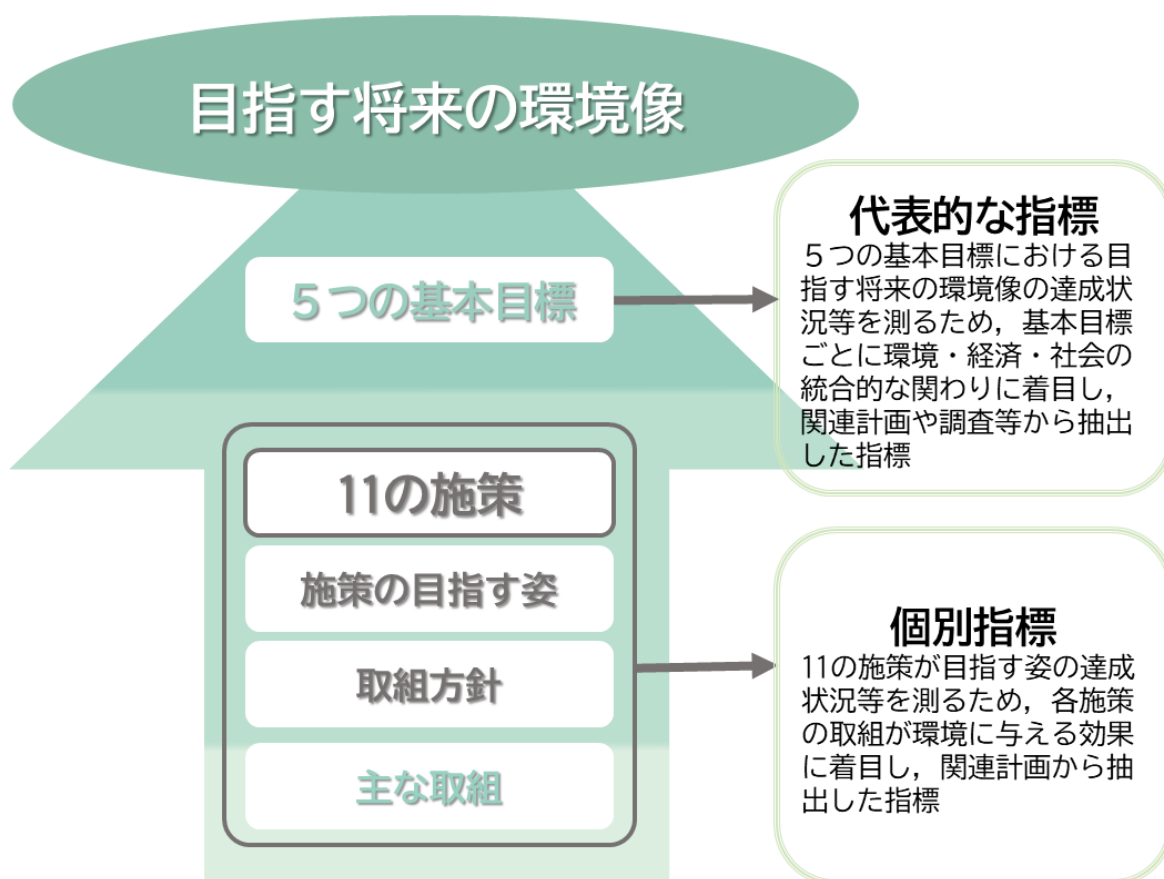 目指す将来の環境像
５つの基本目標
11の施策
施策の目指す姿
取組方針
主な取組
代表的な指標
５つの基本目標における目
指す将来の環境像の達成状
況等を測るため，基本目標
ごとに環境・経済・社会の
統合的な関わりに着目し，
関連計画や調査等から抽出
した指標
個別指標
11の施策が目指す姿の達成
状況等を測るため，各施策
の取組が環境に与える効果
に着目し，関連計画から抽
出した指標